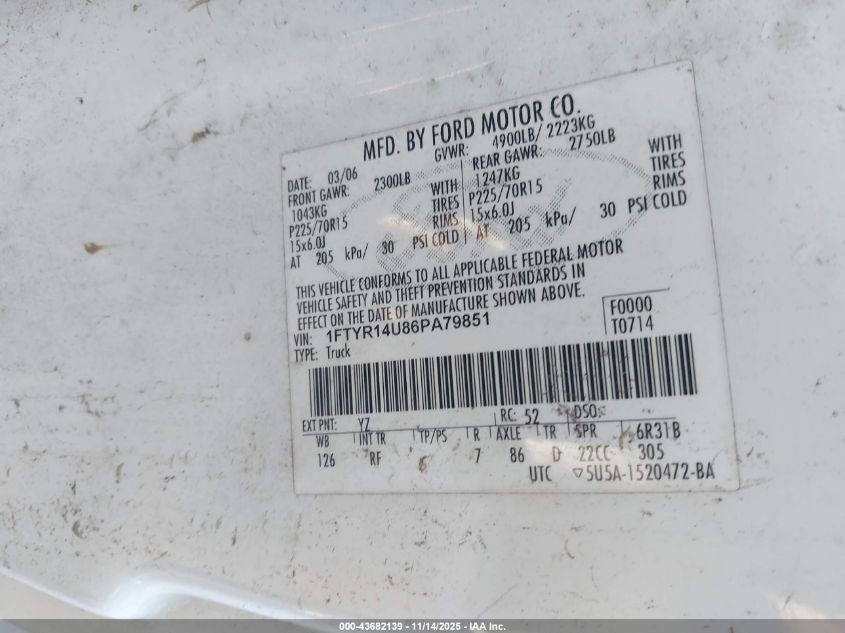 MFD. BY FORD MOTOR CO.
DATE: 03/06 GVWR: 4900LB/ 2223KG
FRONT GAWR: 2300LB REAR GAWR: 2750LB
1043KG WITH 1247KG WITH
P225/70R15 TIRES P225/70R15 TIRES
15x6.0J RIMS 15x6.0J RIMS
AT 205 kPa/ 30 PSI COLD AT 205 kPa/ 30 PSI COLD
THIS VEHICLE CONFORMS TO ALL APPLICABLE FEDERAL MOTOR
VEHICLE SAFETY AND THEFT PREVENTION STANDARDS IN
EFFECT ON THE DATE OF MANUFACTURE SHOWN ABOVE.
VIN: 1FTYR14U86PA79851 F0000
TYPE: Truck T0714
EXT PNT: YZ RC: 52 DSO:
WB INT TR TP/PS R AXLE TR SPR 6R31B
126 RF 7 86 D 22CC 305
UTC 5U5A-1520472-BA
000-43682139 - 11/14/2025 - IAA Inc.